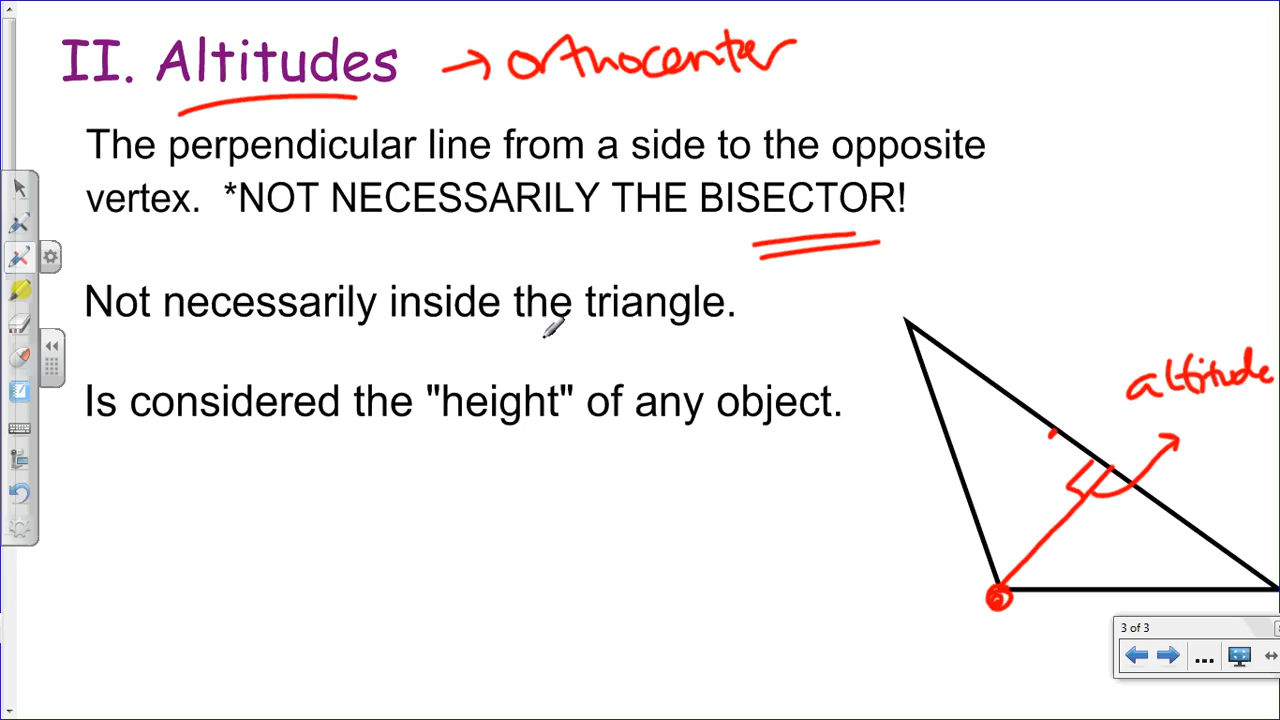 II. Altitudes → orthocenter
The perpendicular line from a side to the opposite
vertex. *NOT NECESSARILY THE BISECTOR!
Not necessarily inside the triangle.
Is considered the "height" of any object.
altitude
3 of 3
...